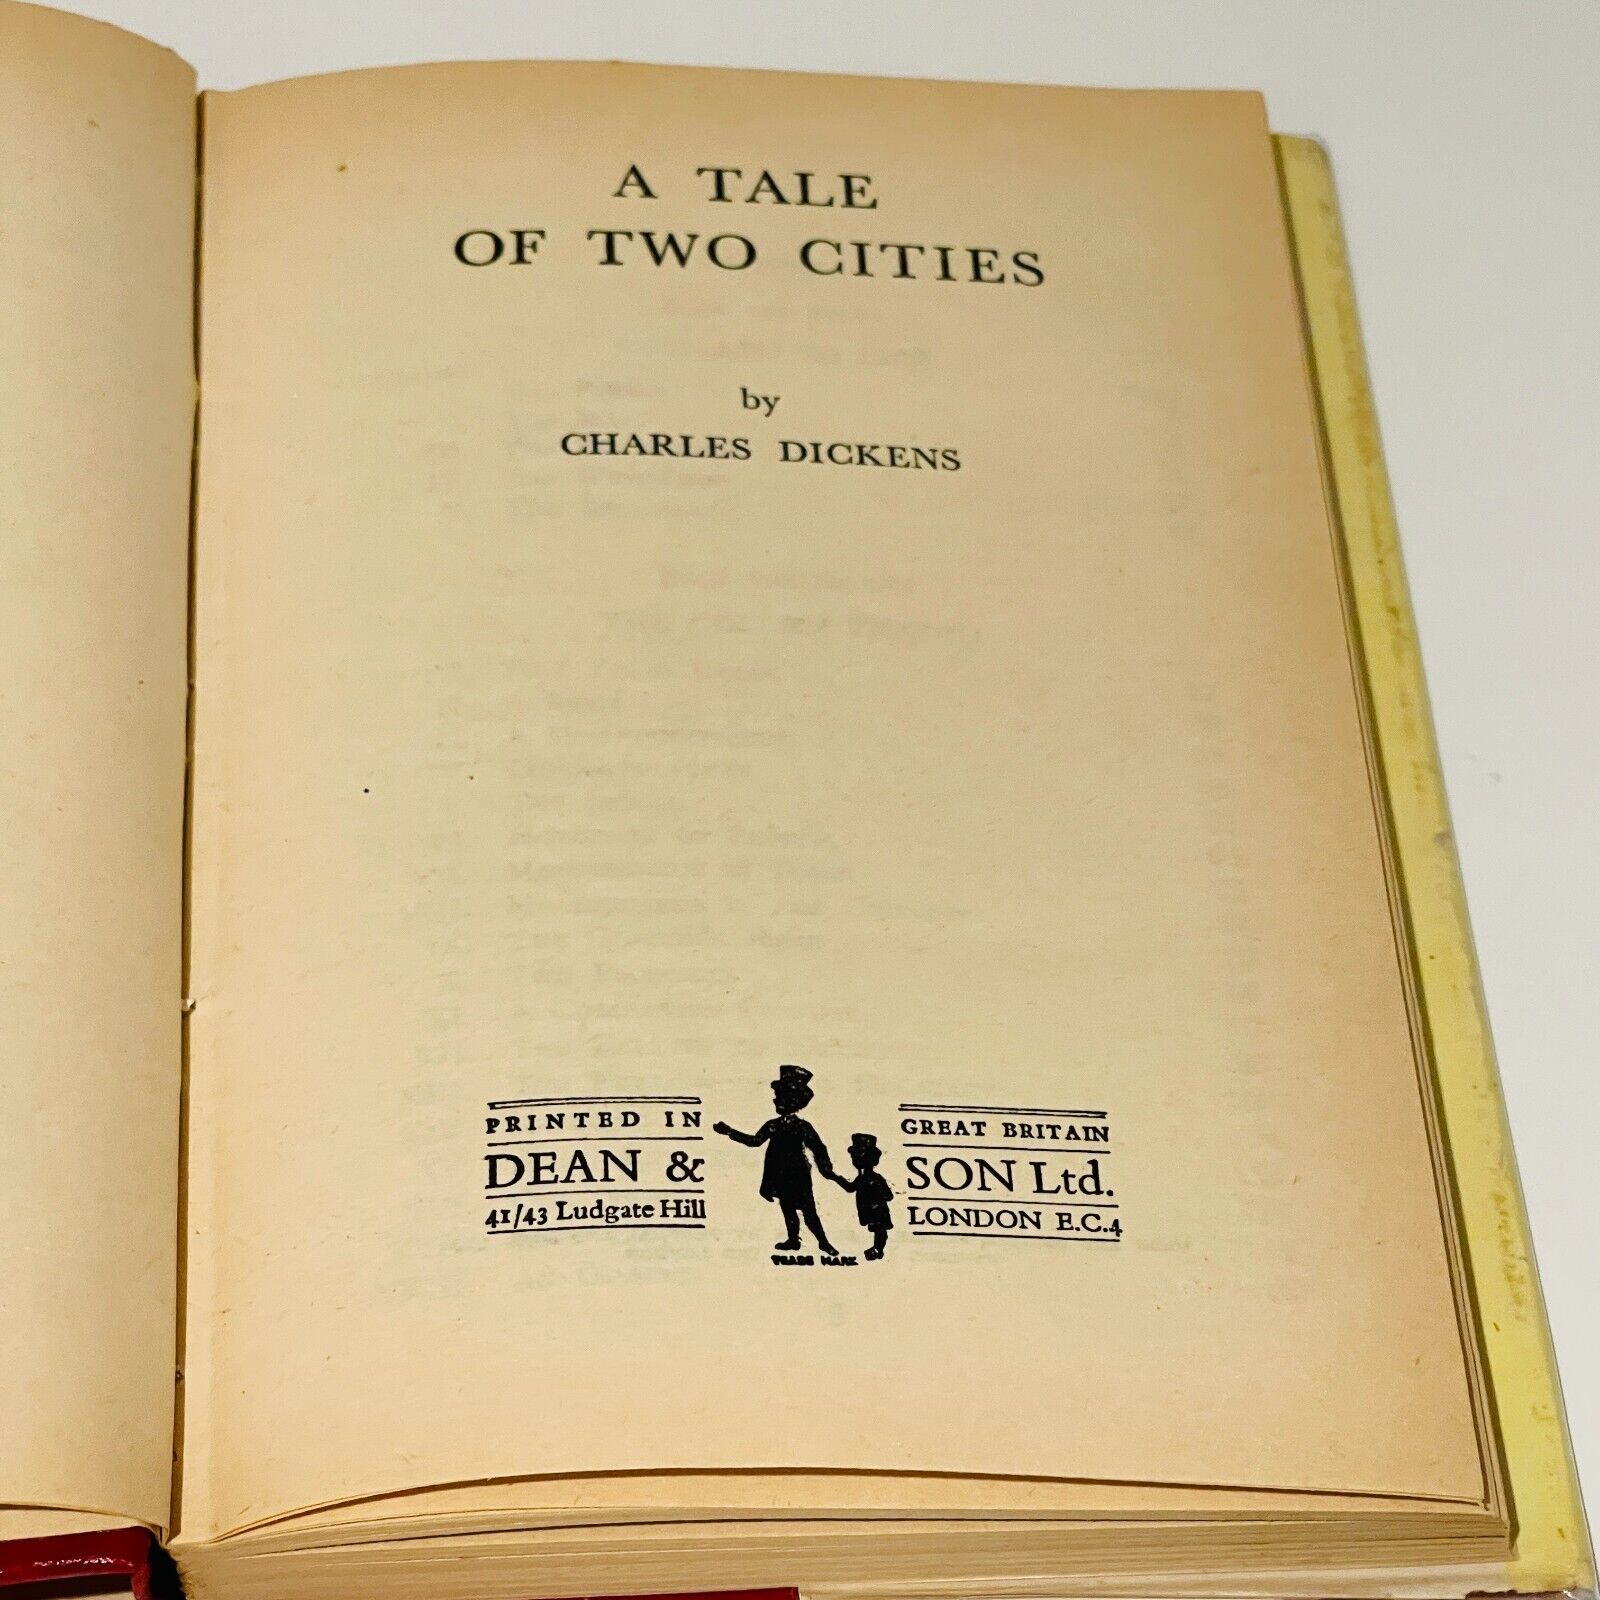 A TALE
OF TWO CITIES
by
CHARLES DICKENS
PRINTED IN GREAT BRITAIN
DEAN & SON Ltd.
41/43 Ludgate Hill LONDON E.C.4
TRADE MARK